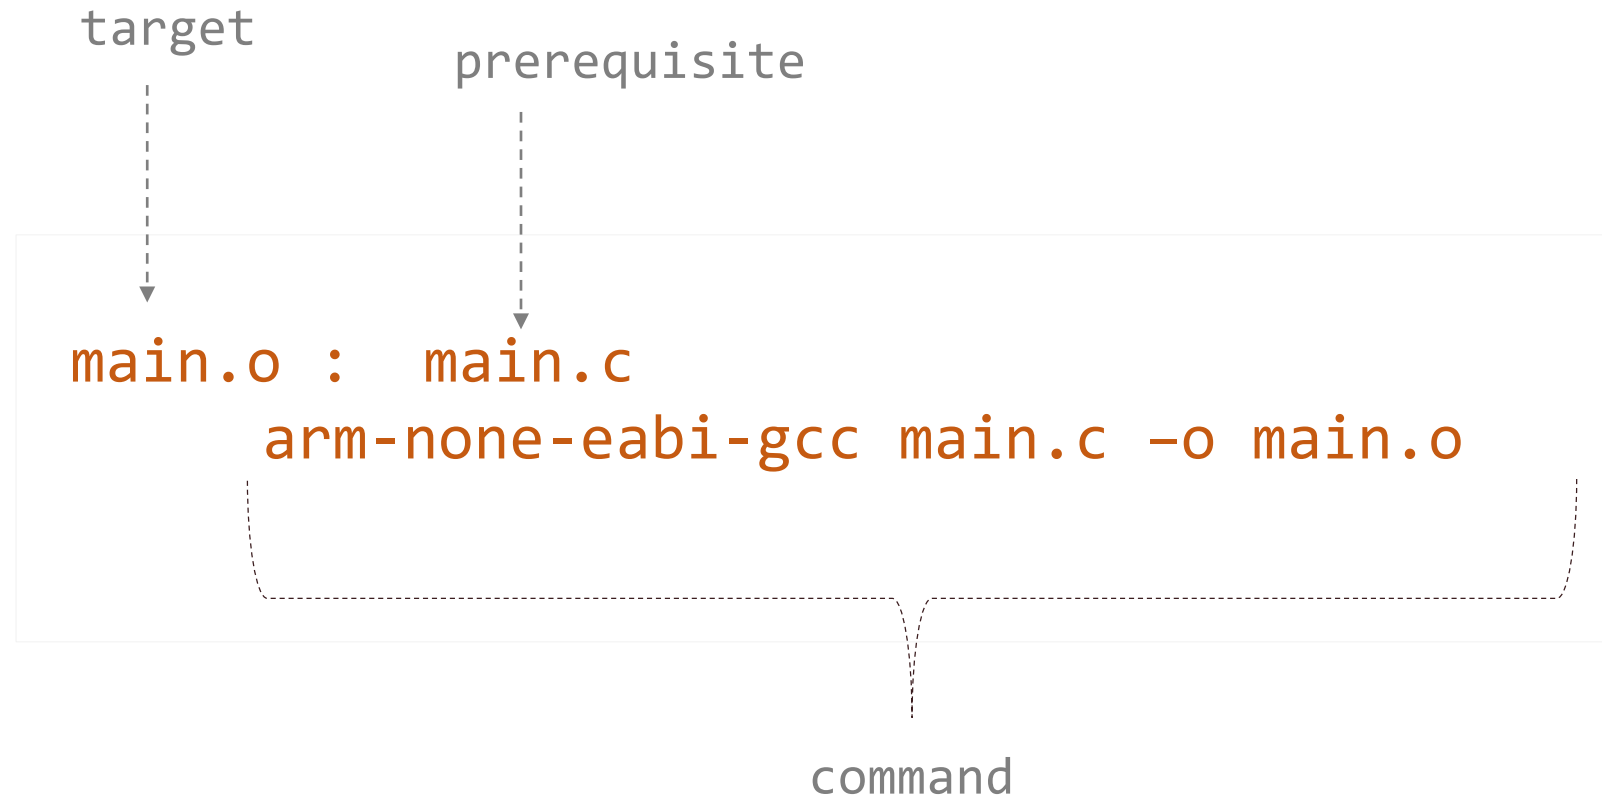 target
prerequisite
main.o :  main.c
arm-none-eabi-gcc main.c –o main.o
command